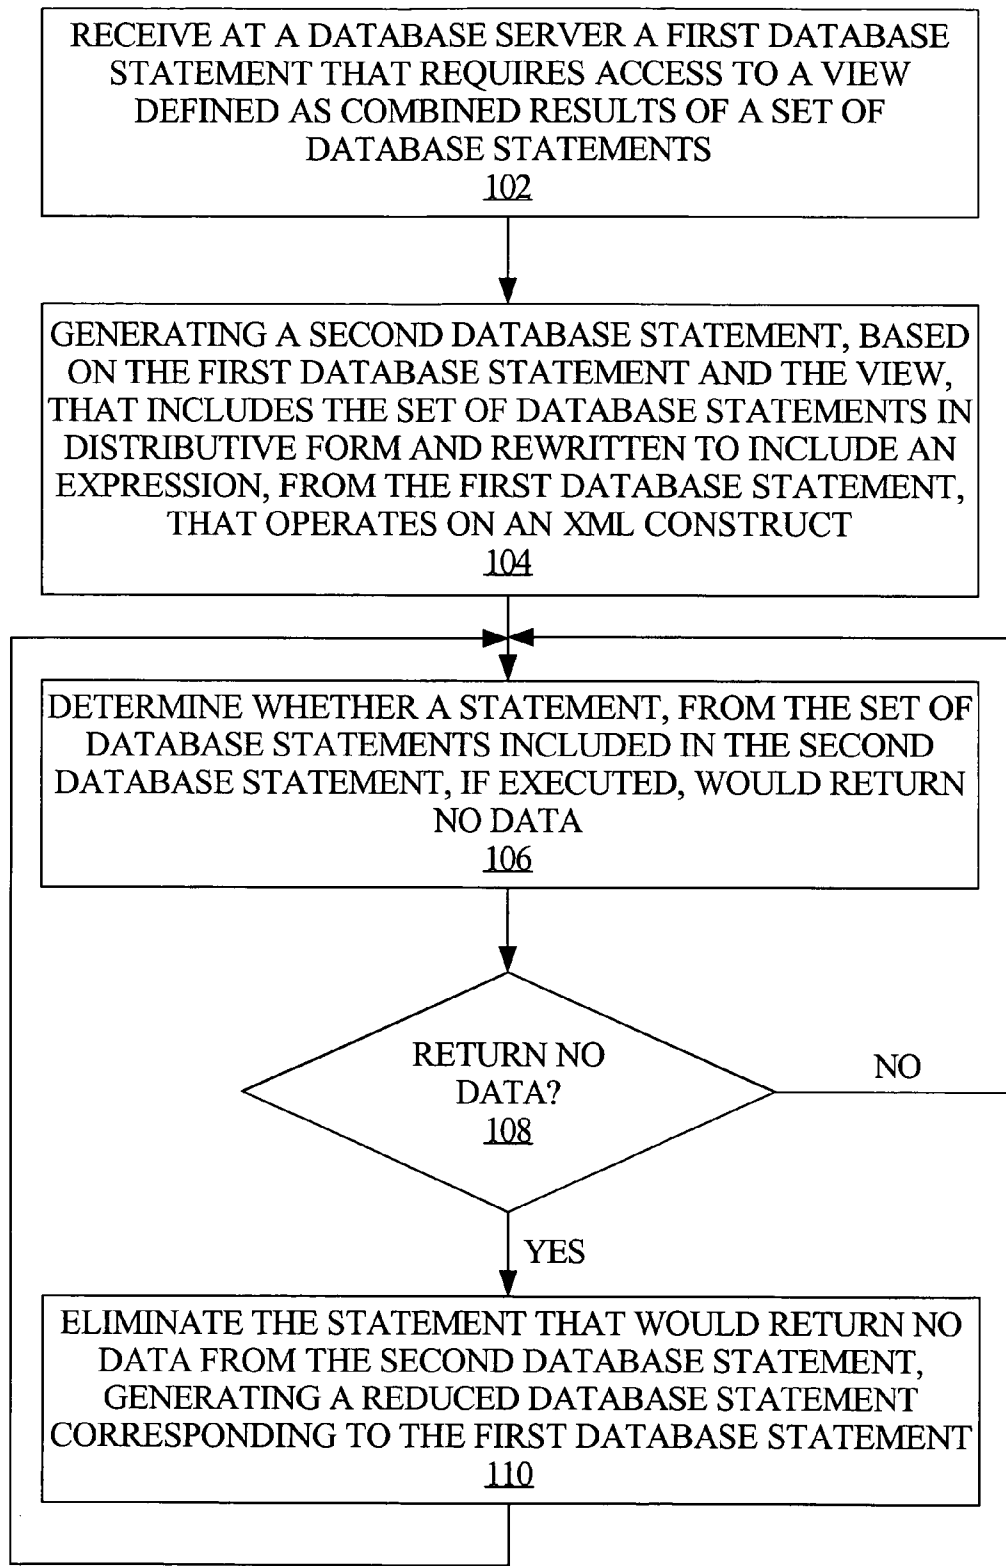 RECEIVE AT A DATABASE SERVER A FIRST DATABASE
STATEMENT THAT REQUIRES ACCESS TO A VIEW
DEFINED AS COMBINED RESULTS OF A SET OF
DATABASE STATEMENTS
102
GENERATING A SECOND DATABASE STATEMENT, BASED
ON THE FIRST DATABASE STATEMENT AND THE VIEW,
THAT INCLUDES THE SET OF DATABASE STATEMENTS IN
DISTRIBUTIVE FORM AND REWRITTEN TO INCLUDE AN
EXPRESSION, FROM THE FIRST DATABASE STATEMENT,
THAT OPERATES ON AN XML CONSTRUCT
104
DETERMINE WHETHER A STATEMENT, FROM THE SET OF
DATABASE STATEMENTS INCLUDED IN THE SECOND
DATABASE STATEMENT, IF EXECUTED, WOULD RETURN
NO DATA
106
RETURN NO
DATA?
108
NO
YES
ELIMINATE THE STATEMENT THAT WOULD RETURN NO
DATA FROM THE SECOND DATABASE STATEMENT,
GENERATING A REDUCED DATABASE STATEMENT
CORRESPONDING TO THE FIRST DATABASE STATEMENT
110